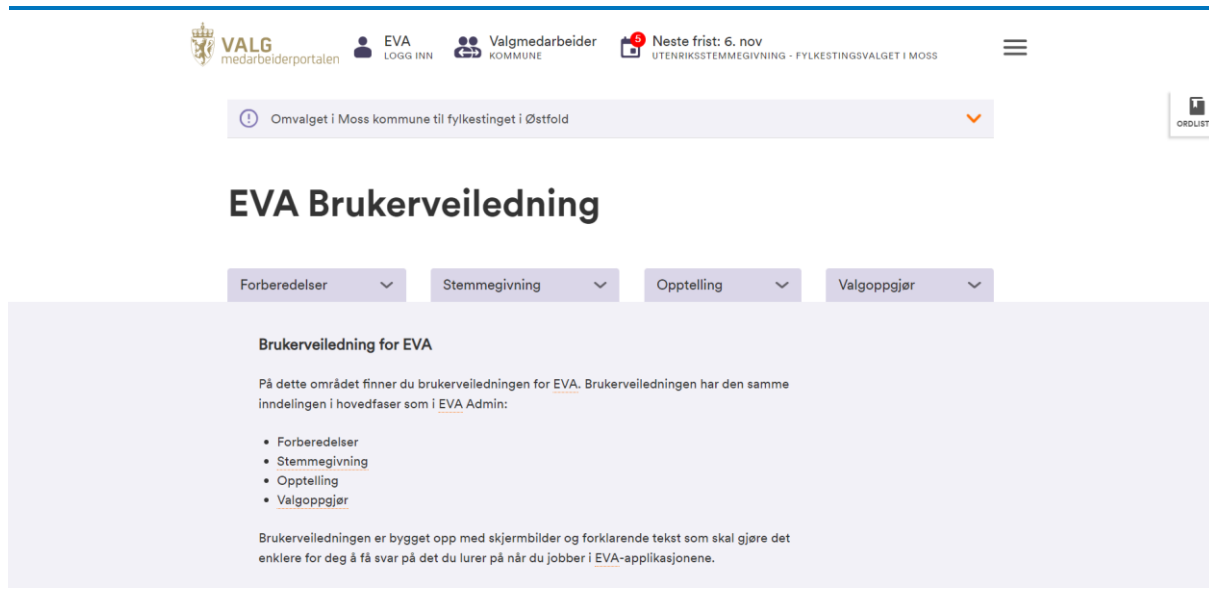 VALG
medarbeiderportalen
EVA
LOGG INN
Valgmedarbeider
KOMMUNE
5
Neste frist: 6. nov
UTENRIKSSTEMMEGIVNING - FYLKESTINGSVALGET I MOSS
Omvalget i Moss kommune til fylkestinget i Østfold
ORDLIST
EVA Brukerveiledning
Forberedelser
Stemmegivning
Opptelling
Valgoppgjør
Brukerveiledning for EVA
På dette området finner du brukerveiledningen for EVA. Brukerveiledningen har den samme
inndelingen i hovedfaser som i EVA Admin:
• Forberedelser
• Stemmegivning
• Opptelling
• Valgoppgjør
Brukerveiledningen er bygget opp med skjermbilder og forklarende tekst som skal gjøre det
enklere for deg å få svar på det du lurer på når du jobber i EVA-applikasjonene.